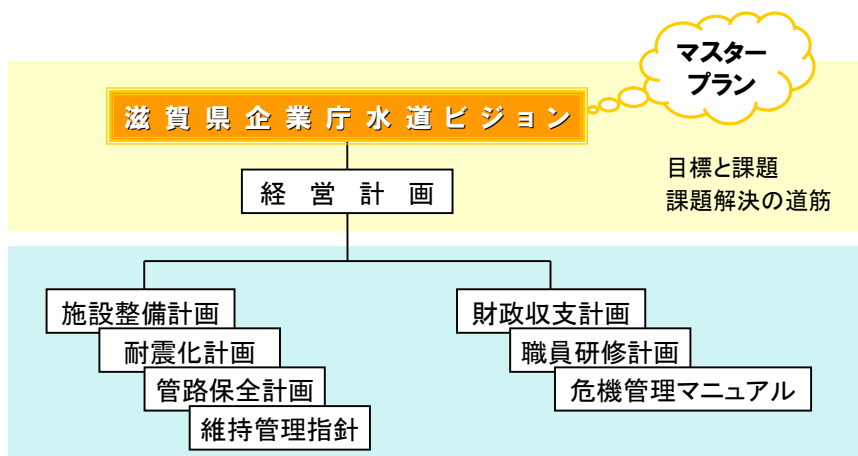 マスター
プラン
滋賀県企業庁水道ビジョン
経営計画
目標と課題
課題解決の道筋
施設整備計画
耐震化計画
管路保全計画
維持管理指針
財政収支計画
職員研修計画
危機管理マニュアル